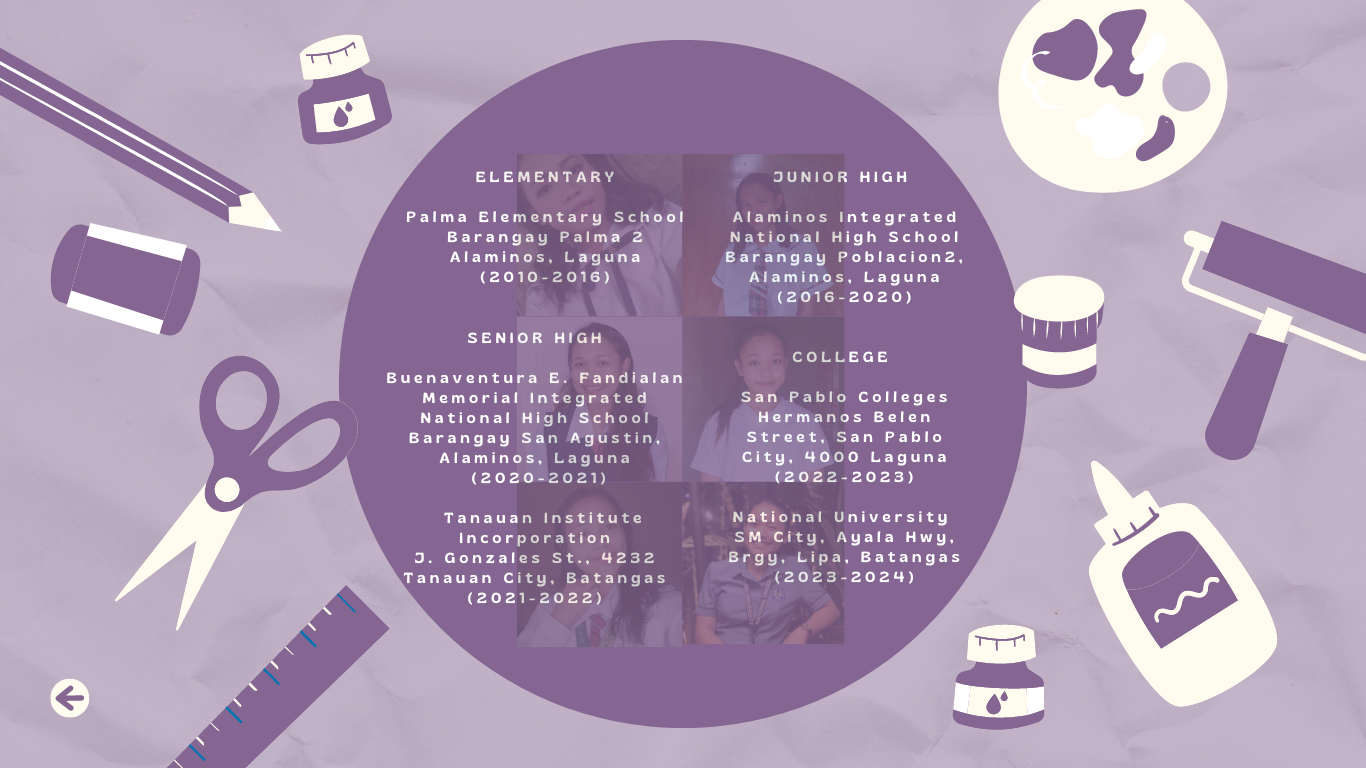 ELEMENTARY
Palma Elementary School
Barangay Palma 2
Alaminos, Laguna
(2010-2016)
JUNIOR HIGH
Alaminos Integrated
National High School
Barangay Poblacion2,
Alaminos, Laguna
(2016-2020)
SENIOR HIGH
Buenaventura E. Fandialan
Memorial Integrated
National High School
Barangay San Agustin,
Alaminos, Laguna
(2020-2021)
Tanauan Institute
Incorporation
J. Gonzales St., 4232
Tanauan City, Batangas
(2021-2022)
COLLEGE
San Pablo Colleges
Hermanos Belen
Street, San Pablo
City, 4000 Laguna
(2022-2023)
National University
SM City, Ayala Hwy,
Brgy, Lipa, Batangas
(2023-2024)